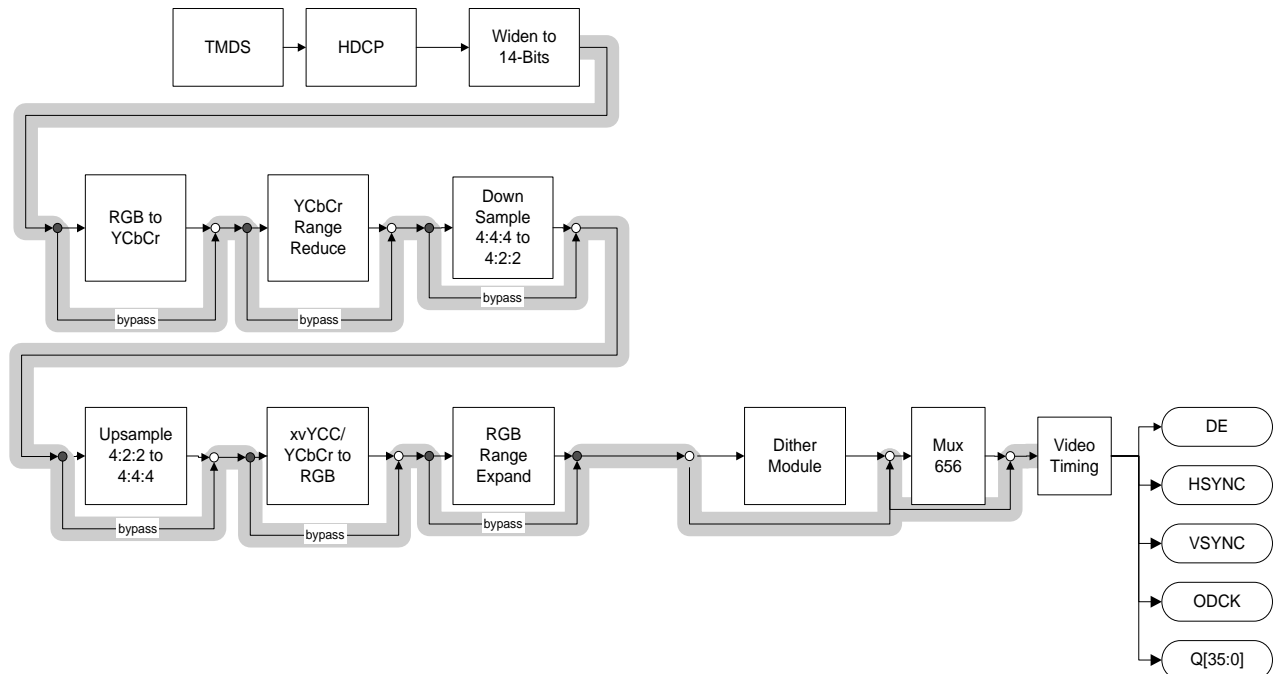 TMDS
HDCP
Widen to
14-Bits
RGB to
YCbCr
YCbCr
Range
Reduce
Down
Sample
4:4:4 to
4:2:2
bypass
bypass
bypass
Upsample
4:2:2 to
4:4:4
xvYCC/
YCbCr to
RGB
RGB
Range
Expand
Dither
Module
Mux
656
Video
Timing
bypass
bypass
bypass
DE
HSYNC
VSYNC
ODCK
Q[35:0]